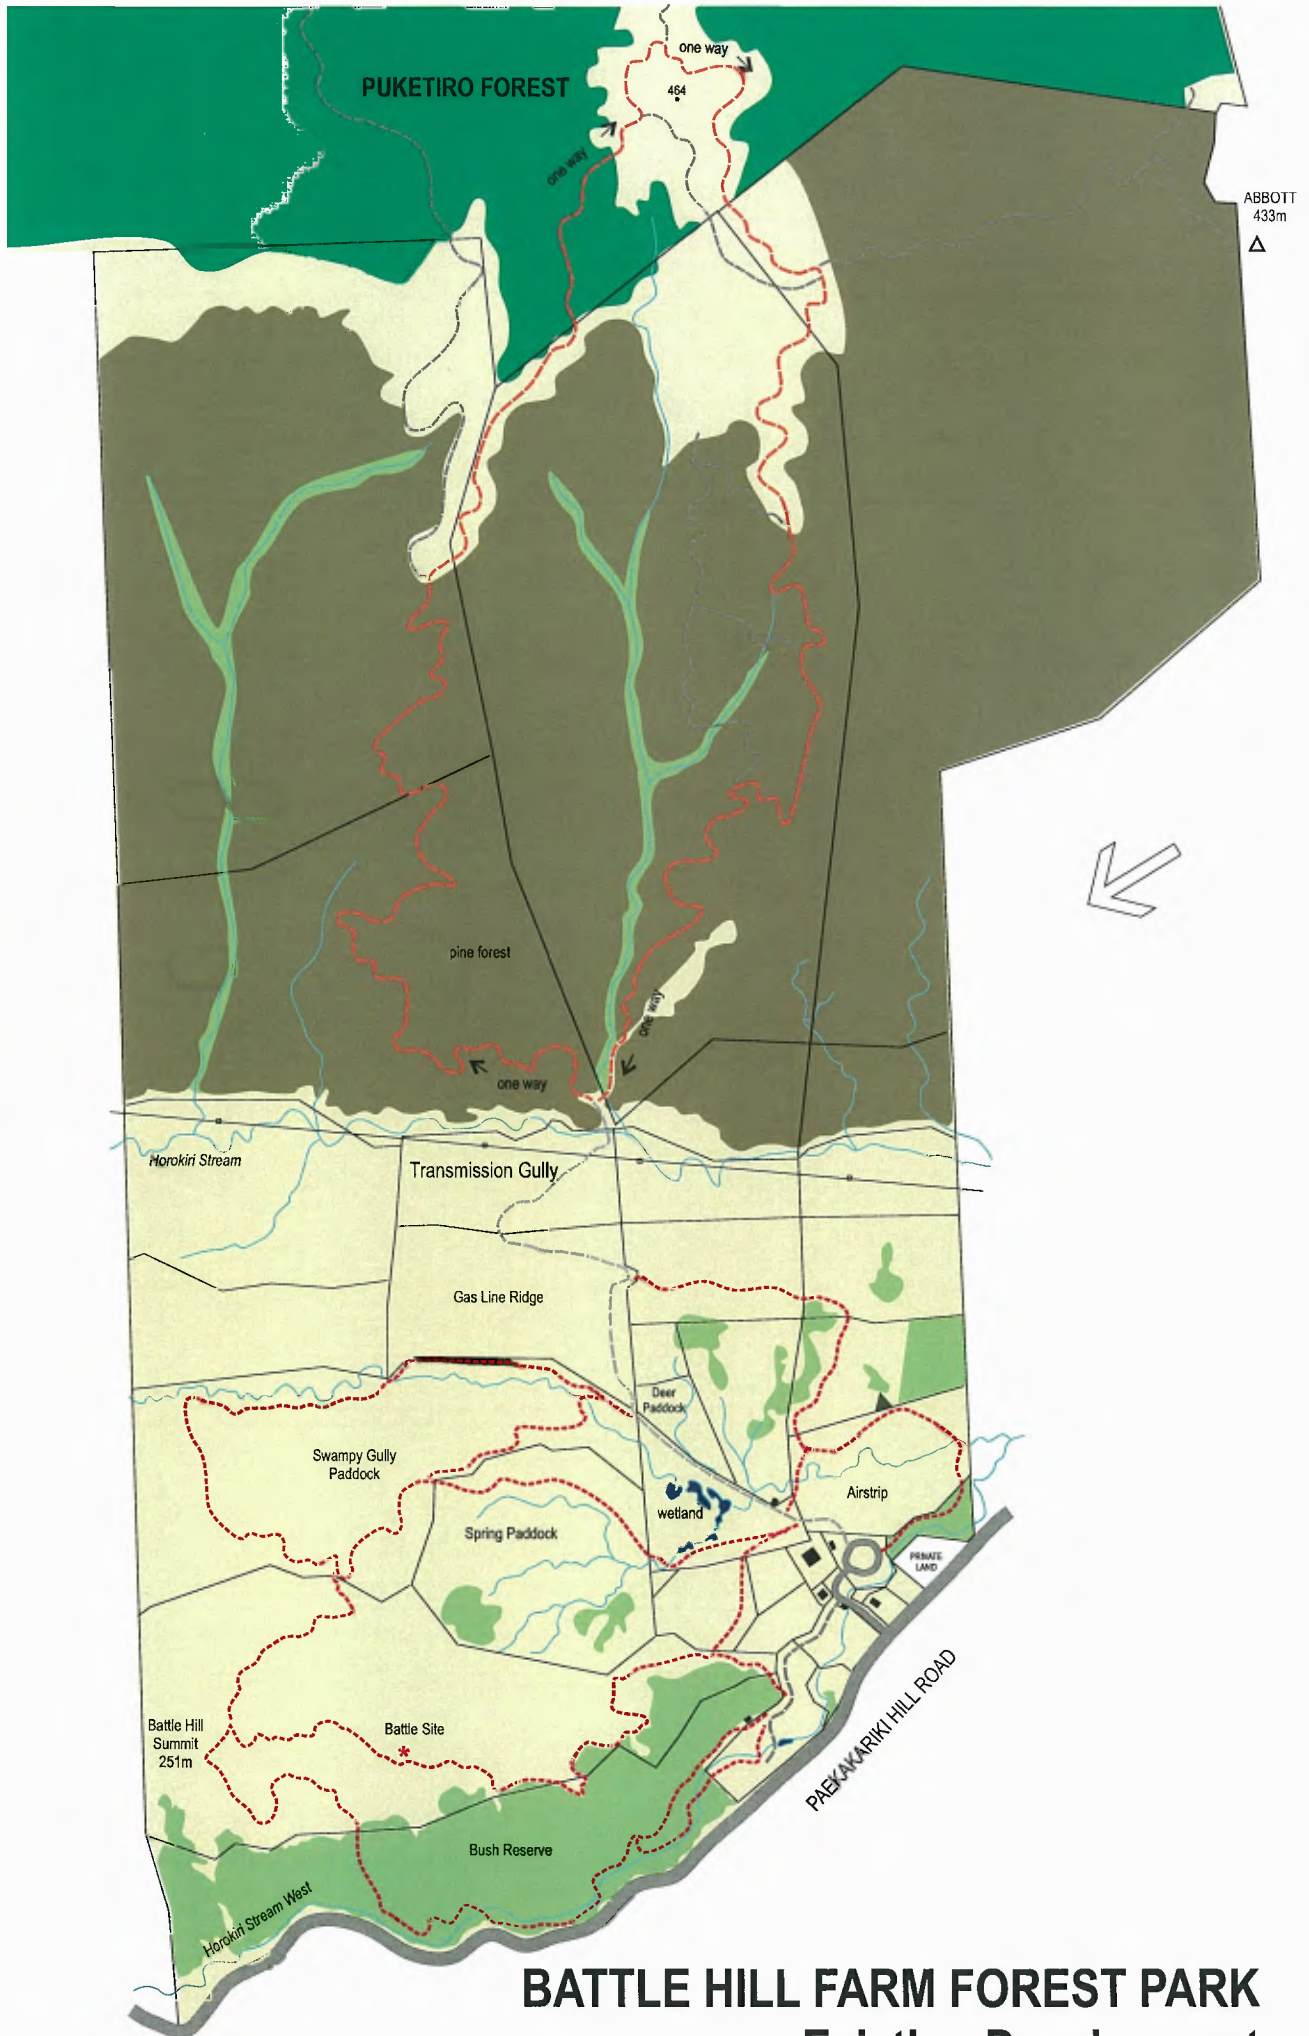 one way
PUKETIRO FOREST
464
one way
ABBOTT
433m
pine forest
one way
one way
Horokiri Stream
Transmission Gully
Gas Line Ridge
Deer
Paddock
Swampy Gully
Paddock
Airstrip
wetland
Spring Paddock
PRIVATE
LAND
Battle Hill
Summit
251m
Battle Site
*
PAEKAKARIKI HILL ROAD
Bush Reserve
Horokiri Stream West
BATTLE HILL FARM FOREST PARK